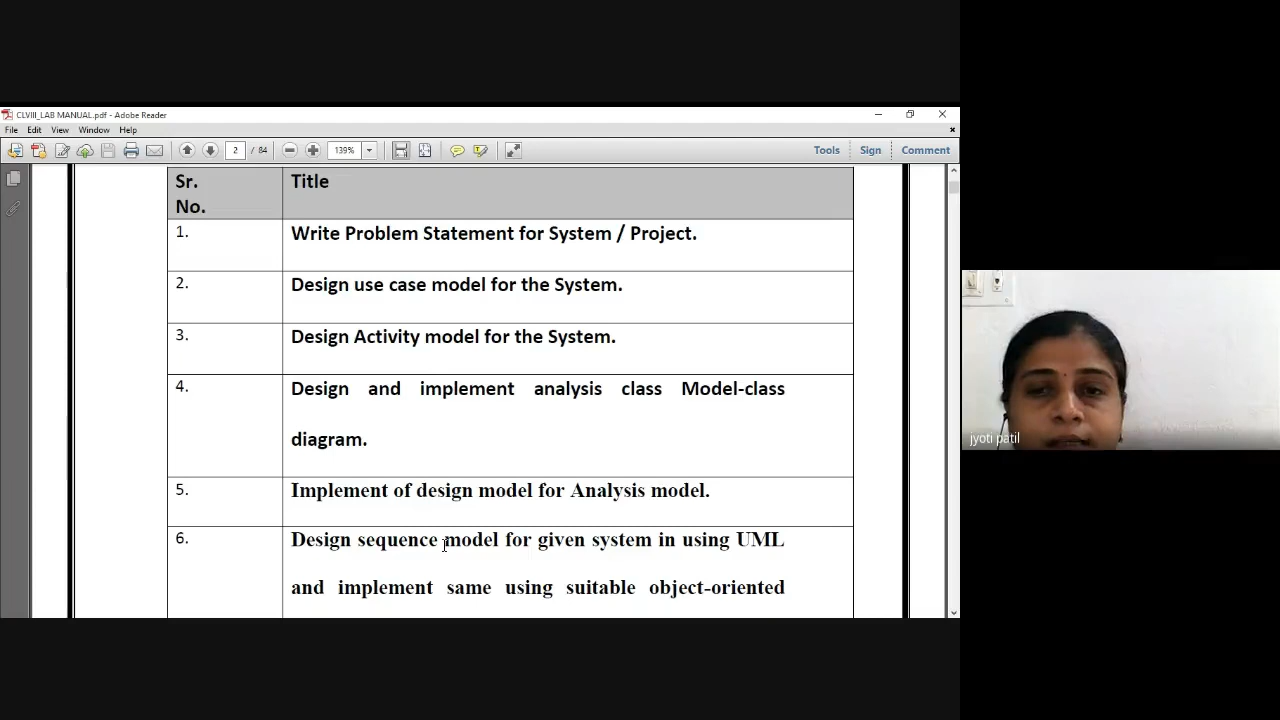 CLVIII_LAB MANUAL.pdf - Adobe Reader
File Edit View Window Help
2 / 84 139% Tools Sign Comment
Sr. No. Title
1. Write Problem Statement for System / Project.
2. Design use case model for the System.
3. Design Activity model for the System.
4. Design and implement analysis class Model-class
diagram.
5. Implement of design model for Analysis model.
6. Design sequence model for given system in using UML
and implement same using suitable object-oriented
jyoti patil